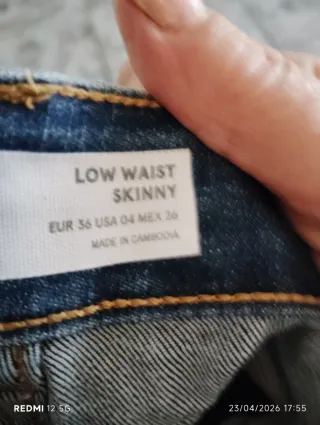 LOW WAIST
SKINNY
EUR 36 USA 04 MEX 26
MADE IN CAMBODIA
REDMI 12 5G
23/04/2026 17:55